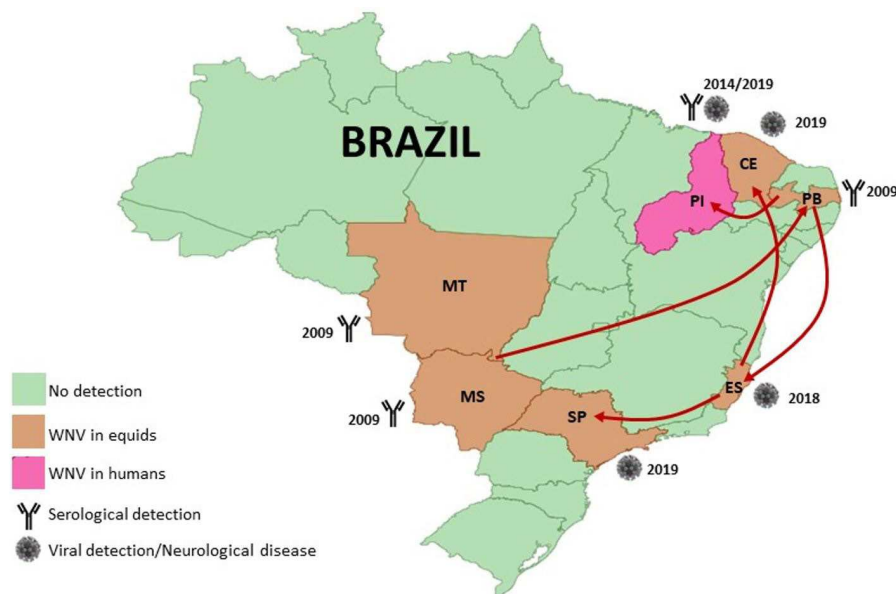 2014/2019
2019
BRAZIL
CE
PI
PB
2009
MT
2009
No detection
MS
ES
2018
WNV in equids
2009
SP
WNV in humans
2019
Serological detection
Viral detection/Neurological disease